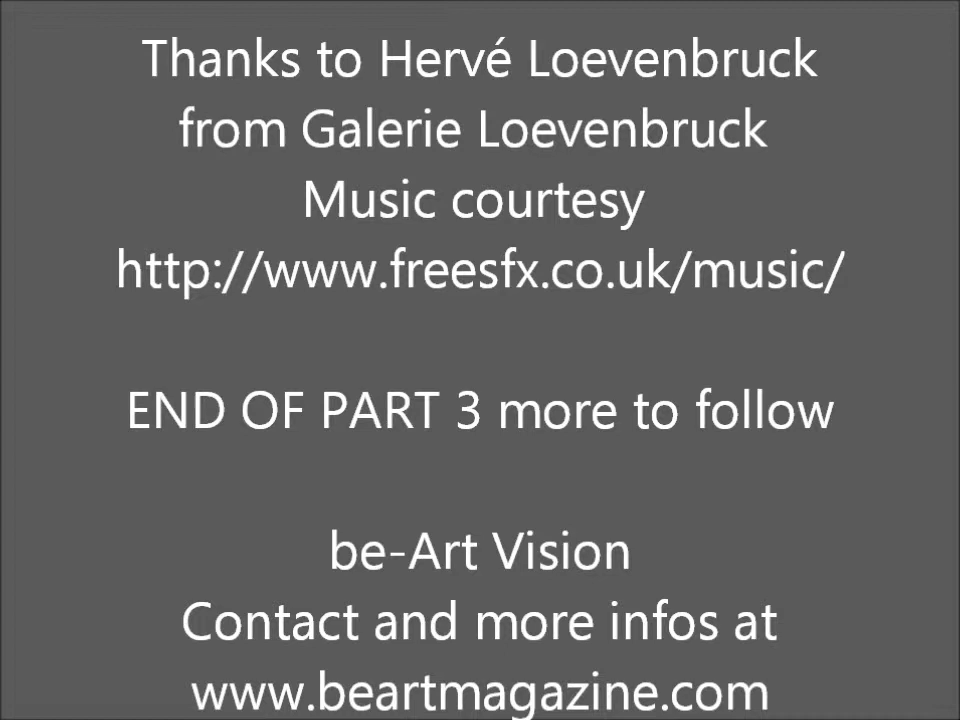 Thanks to Hervé Loevenbruck
from Galerie Loevenbruck
Music courtesy
http://www.freesfx.co.uk/music/
END OF PART 3 more to follow
be-Art Vision
Contact and more infos at
www.beartmagazine.com